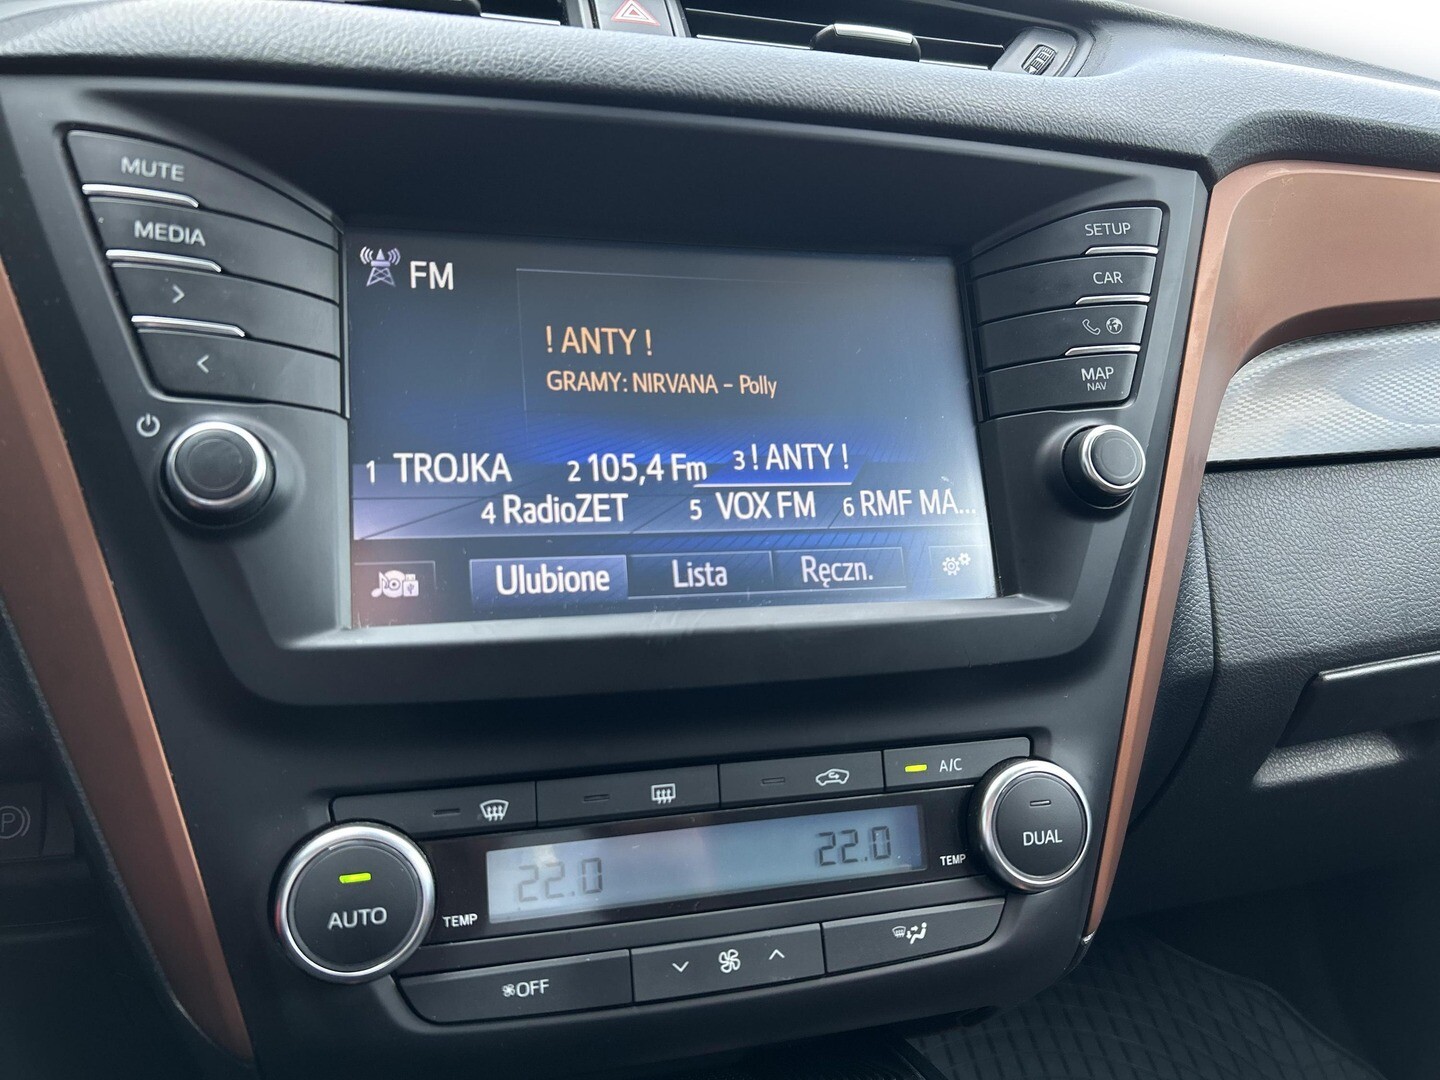 MUTE
MEDIA
>
<
FM
! ANTY !
GRAMY: NIRVANA - Polly
1 TROJKA
2 105,4 Fm
3 ! ANTY !
4 RadioZET
5 VOX FM
6 RMF MA...
Ulubione
Lista
Ręczn.
SETUP
CAR
MAP
NAV
A/C
AUTO
TEMP
22.0
22.0
TEMP
DUAL
OFF
P